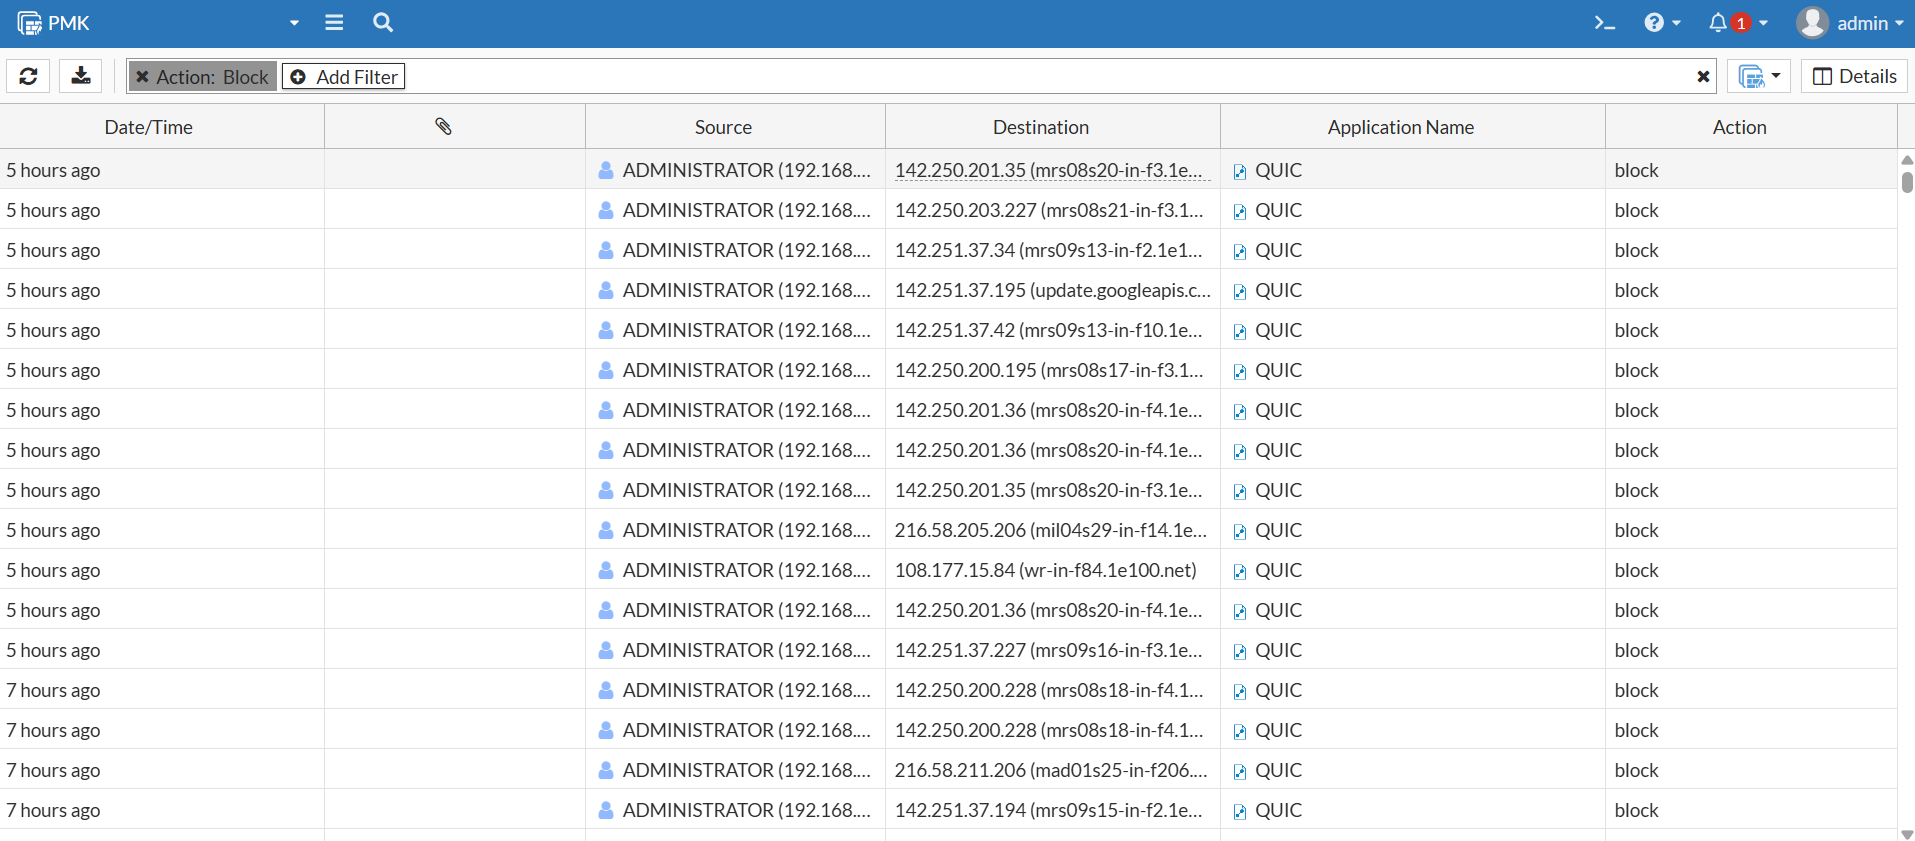 PMK
1
admin
Action: Block
Add Filter
Details
Date/Time Source Destination Application Name Action
5 hours ago ADMINISTRATOR (192.168.... 142.250.201.35 (mrs08s20-in-f3.1e... QUIC block
5 hours ago ADMINISTRATOR (192.168.... 142.250.203.227 (mrs08s21-in-f3.1... QUIC block
5 hours ago ADMINISTRATOR (192.168.... 142.251.37.34 (mrs09s13-in-f2.1e1... QUIC block
5 hours ago ADMINISTRATOR (192.168.... 142.251.37.195 (update.googleapis.c... QUIC block
5 hours ago ADMINISTRATOR (192.168.... 142.251.37.42 (mrs09s13-in-f10.1e... QUIC block
5 hours ago ADMINISTRATOR (192.168.... 142.250.200.195 (mrs08s17-in-f3.1... QUIC block
5 hours ago ADMINISTRATOR (192.168.... 142.250.201.36 (mrs08s20-in-f4.1e... QUIC block
5 hours ago ADMINISTRATOR (192.168.... 142.250.201.36 (mrs08s20-in-f4.1e... QUIC block
5 hours ago ADMINISTRATOR (192.168.... 142.250.201.35 (mrs08s20-in-f3.1e... QUIC block
5 hours ago ADMINISTRATOR (192.168.... 216.58.205.206 (mil04s29-in-f14.1e... QUIC block
5 hours ago ADMINISTRATOR (192.168.... 108.177.15.84 (wr-in-f84.1e100.net) QUIC block
5 hours ago ADMINISTRATOR (192.168.... 142.250.201.36 (mrs08s20-in-f4.1e... QUIC block
5 hours ago ADMINISTRATOR (192.168.... 142.251.37.227 (mrs09s16-in-f3.1e... QUIC block
7 hours ago ADMINISTRATOR (192.168.... 142.250.200.228 (mrs08s18-in-f4.1... QUIC block
7 hours ago ADMINISTRATOR (192.168.... 142.250.200.228 (mrs08s18-in-f4.1... QUIC block
7 hours ago ADMINISTRATOR (192.168.... 216.58.211.206 (mad01s25-in-f206.... QUIC block
7 hours ago ADMINISTRATOR (192.168.... 142.251.37.194 (mrs09s15-in-f2.1e... QUIC block